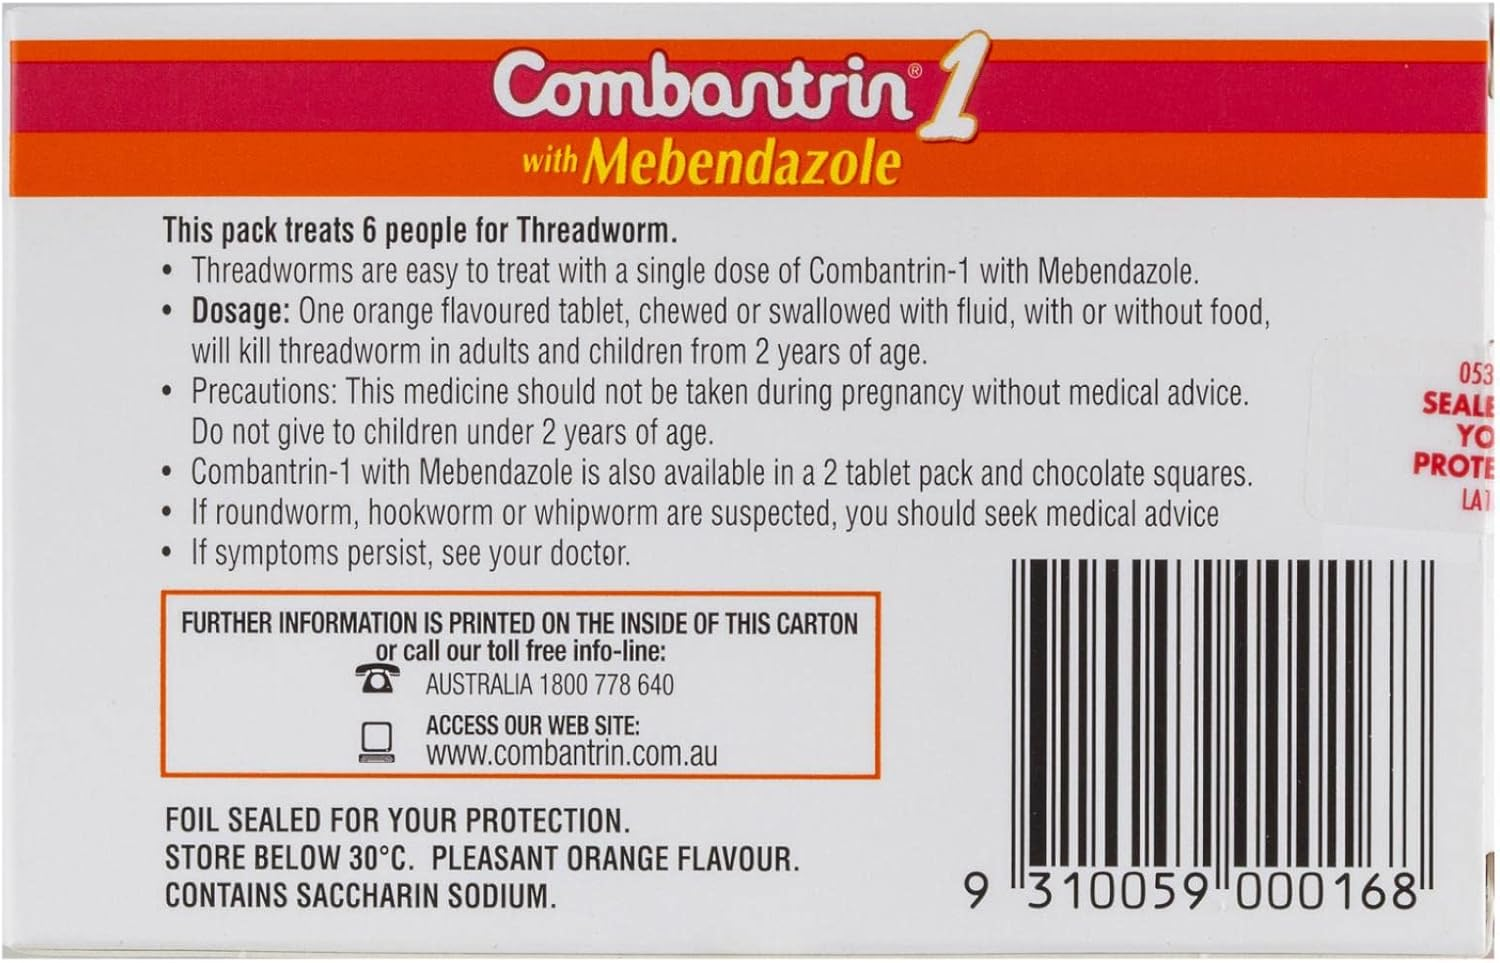 Combantrin® 1
with Mebendazole
This pack treats 6 people for Threadworm.
• Threadworms are easy to treat with a single dose of Combantrin-1 with Mebendazole.
• Dosage: One orange flavoured tablet, chewed or swallowed with fluid, with or without food,
will kill threadworm in adults and children from 2 years of age.
• Precautions: This medicine should not be taken during pregnancy without medical advice.
Do not give to children under 2 years of age.
• Combantrin-1 with Mebendazole is also available in a 2 tablet pack and chocolate squares.
• If roundworm, hookworm or whipworm are suspected, you should seek medical advice
• If symptoms persist, see your doctor.
FURTHER INFORMATION IS PRINTED ON THE INSIDE OF THIS CARTON
or call our toll free info-line:
AUSTRALIA 1800 778 640
ACCESS OUR WEB SITE:
www.combantrin.com.au
FOIL SEALED FOR YOUR PROTECTION.
STORE BELOW 30°C. PLEASANT ORANGE FLAVOUR.
CONTAINS SACCHARIN SODIUM.
053
SEALE
YO
PROTE
LA
9 310059 000168